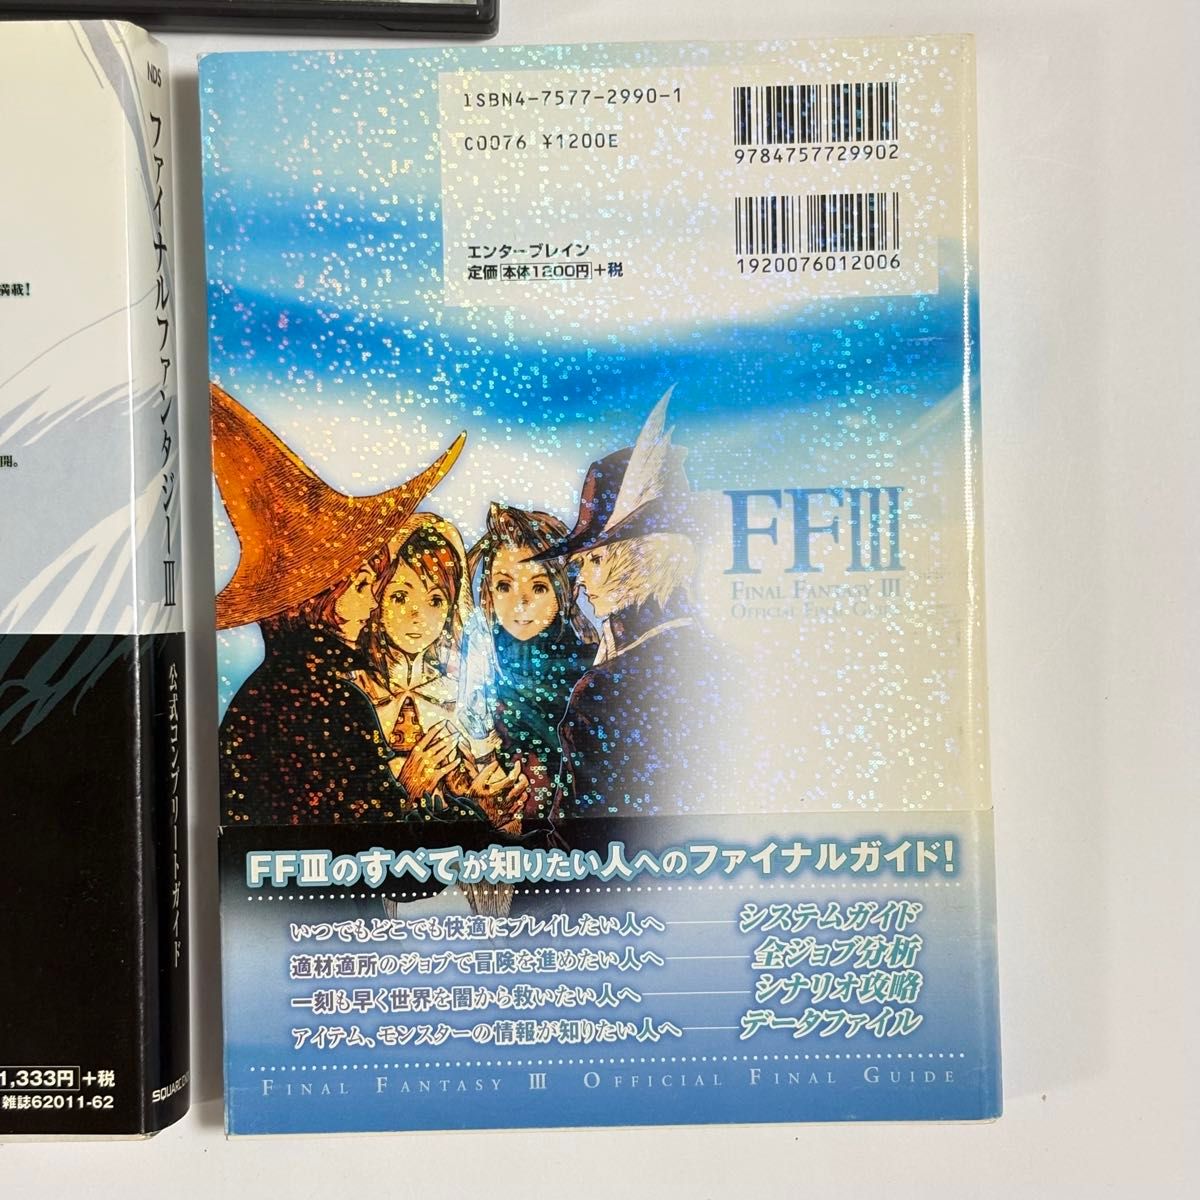 NDS ファイナルファンタジーⅢ 公式コンプリートガイド SQUARE ENIX
満載！
開。
1,333円 +税
雑誌62011-62
ISBN4-7577-2990-1
C0076 ¥1200E
9784757729902
1920076012006
エンターブレイン
定価 本体1200円 +税
FFIII
FINAL FANTASY III
OFFICIAL FINAL GUIDE
FFⅢのすべてが知りたい人へのファイナルガイド！
いつでもどこでも快適にプレイしたい人へ——システムガイド
適材適所のジョブで冒険を進めたい人へ——全ジョブ分析
一刻も早く世界を闇から救いたい人へ——シナリオ攻略
アイテム、モンスターの情報が知りたい人へ——データファイル
FINAL FANTASY III OFFICIAL FINAL GUIDE